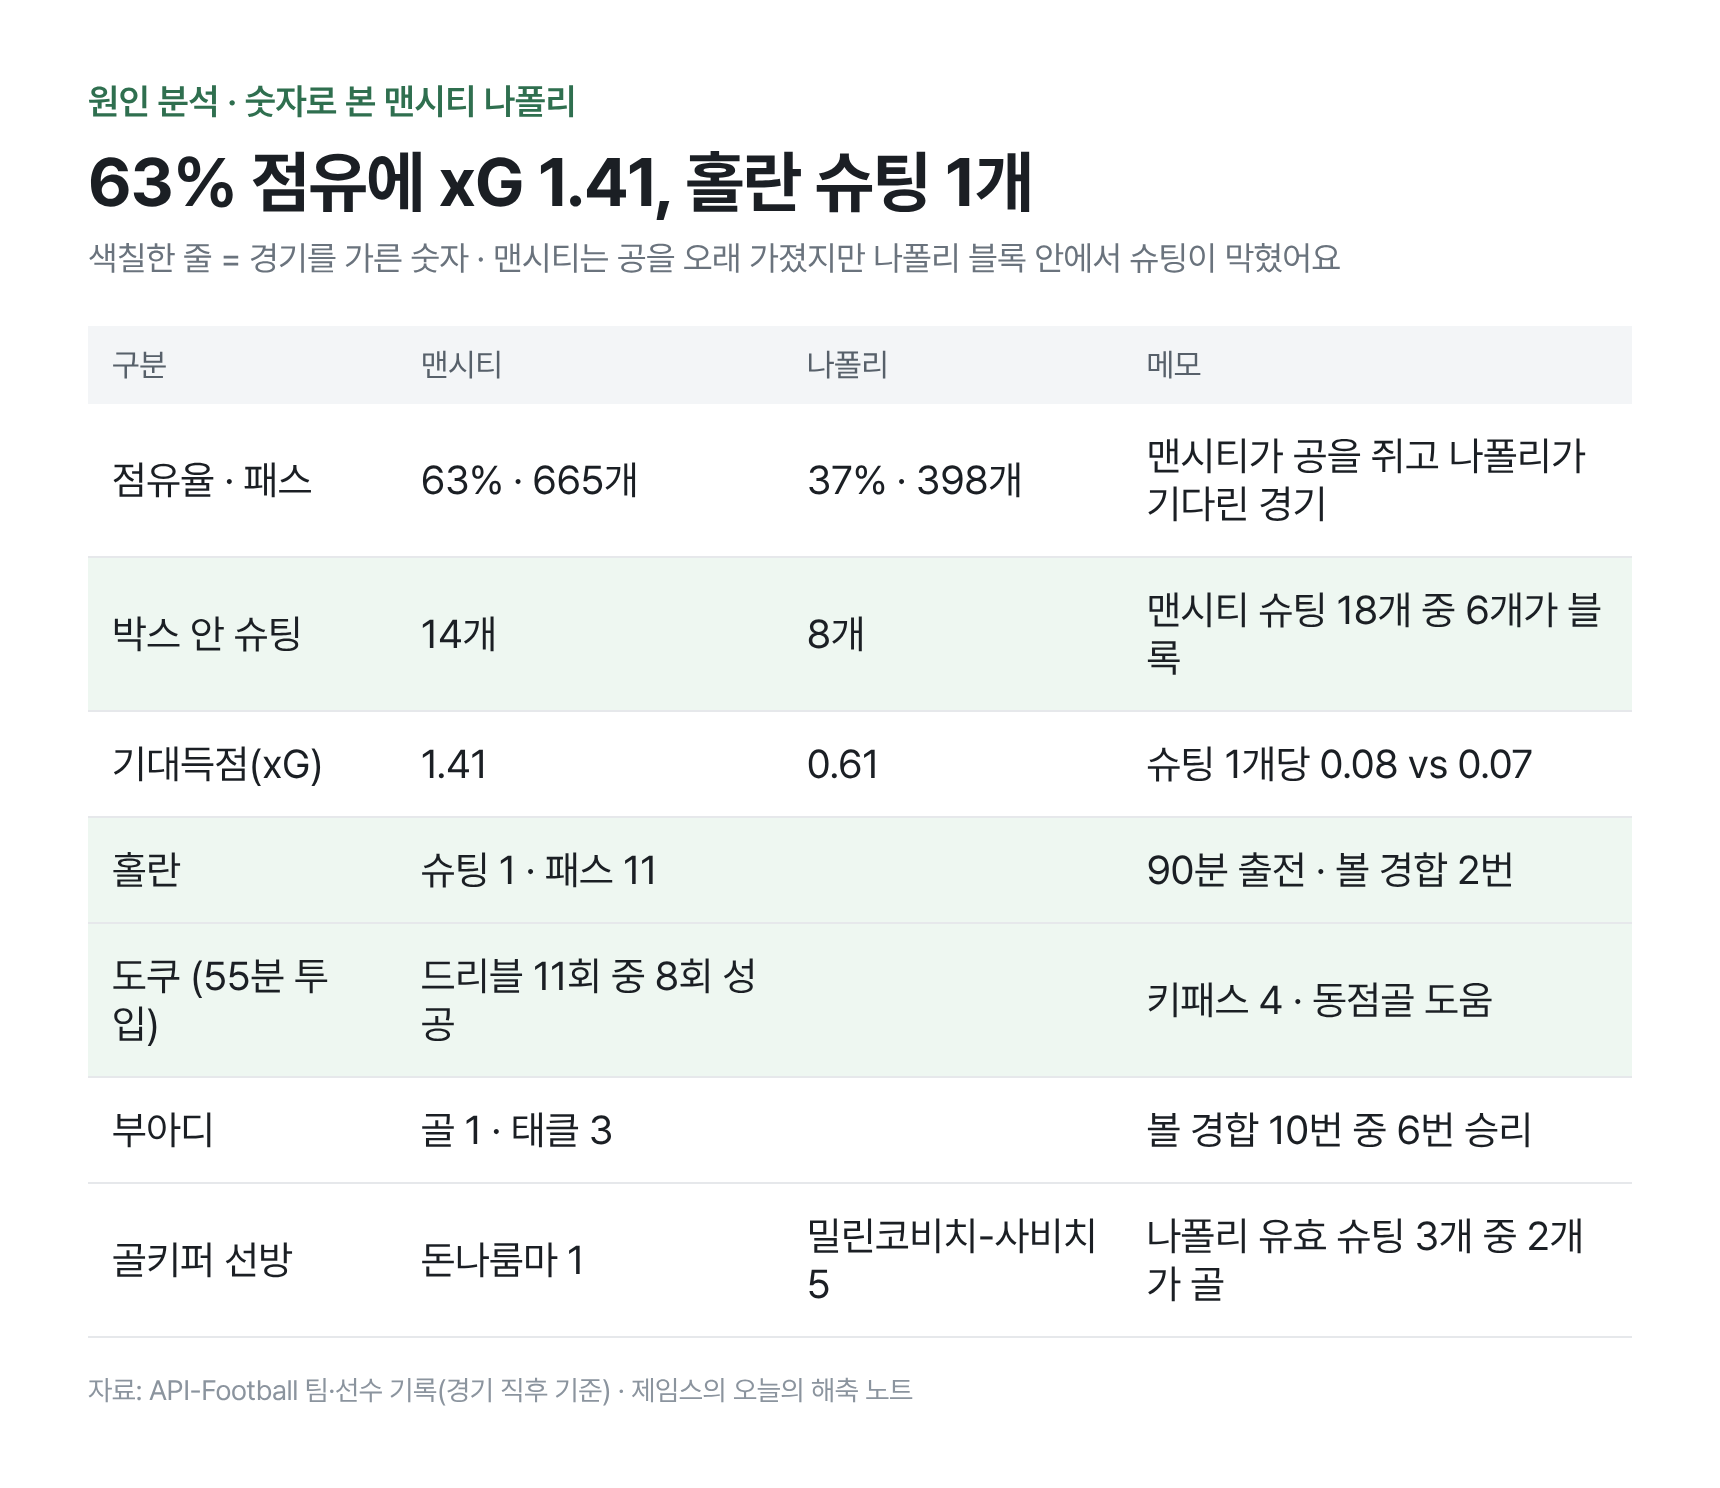 원인 분석 · 숫자로 본 맨시티 나폴리
63% 점유에 xG 1.41, 홀란 슈팅 1개
색칠한 줄 = 경기를 가른 숫자 · 맨시티는 공을 오래 가졌지만 나폴리 블록 안에서 슈팅이 막혔어요
구분 맨시티 나폴리 메모
점유율 · 패스 63% · 665개 37% · 398개 맨시티가 공을 쥐고 나폴리가
기다린 경기
박스 안 슈팅 14개 8개 맨시티 슈팅 18개 중 6개가 블
록
기대득점(xG) 1.41 0.61 슈팅 1개당 0.08 vs 0.07
홀란 슈팅 1 · 패스 11 90분 출전 · 볼 경합 2번
도쿠 (55분 투
입)
드리블 11회 중 8회 성
공
키패스 4 · 동점골 도움
부아디 골 1 · 태클 3 볼 경합 10번 중 6번 승리
골키퍼 선방 돈나룸마 1
밀린코비치-사비치
5
나폴리 유효 슈팅 3개 중 2개
가 골
자료: API-Football 팀·선수 기록(경기 직후 기준) · 제임스의 오늘의 해축 노트